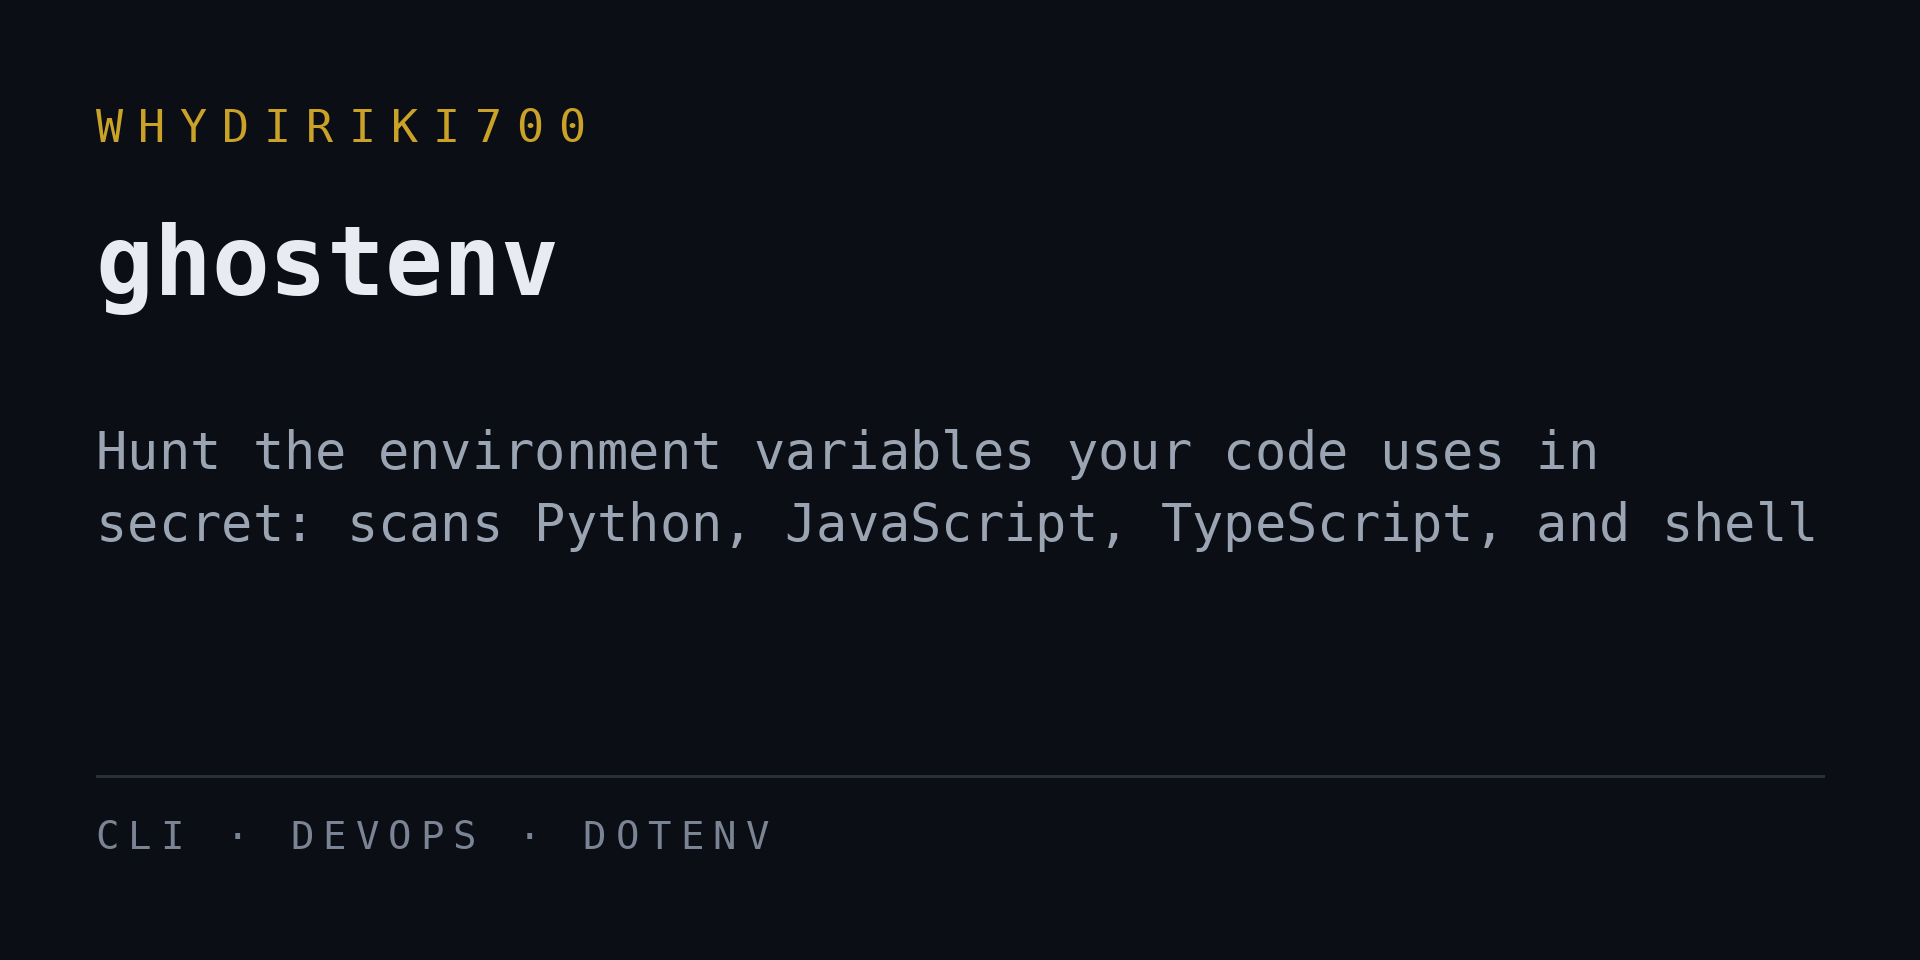 WHYDIRIKI700
ghostenv
Hunt the environment variables your code uses in
secret: scans Python, JavaScript, TypeScript, and shell
CLI · DEVOPS · DOTENV